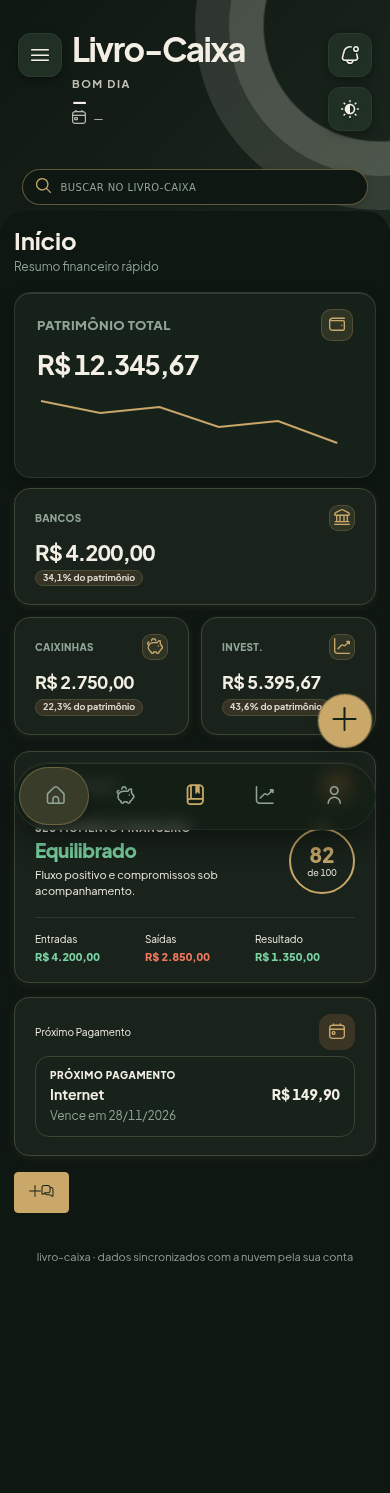 Livro-Caixa
BOM DIA
—
—
BUSCAR NO LIVRO-CAIXA
Início
Resumo financeiro rápido
PATRIMÔNIO TOTAL
R$ 12.345,67
BANCOS
R$ 4.200,00
34,1% do patrimônio
CAIXINHAS
R$ 2.750,00
22,3% do patrimônio
INVEST.
R$ 5.395,67
43,6% do patrimônio
Equilibrado
Fluxo positivo e compromissos sob
acompanhamento.
82
de 100
Entradas
R$ 4.200,00
Saídas
R$ 2.850,00
Resultado
R$ 1.350,00
Próximo Pagamento
PRÓXIMO PAGAMENTO
Internet
R$ 149,90
Vence em 28/11/2026
livro-caixa · dados sincronizados com a nuvem pela sua conta